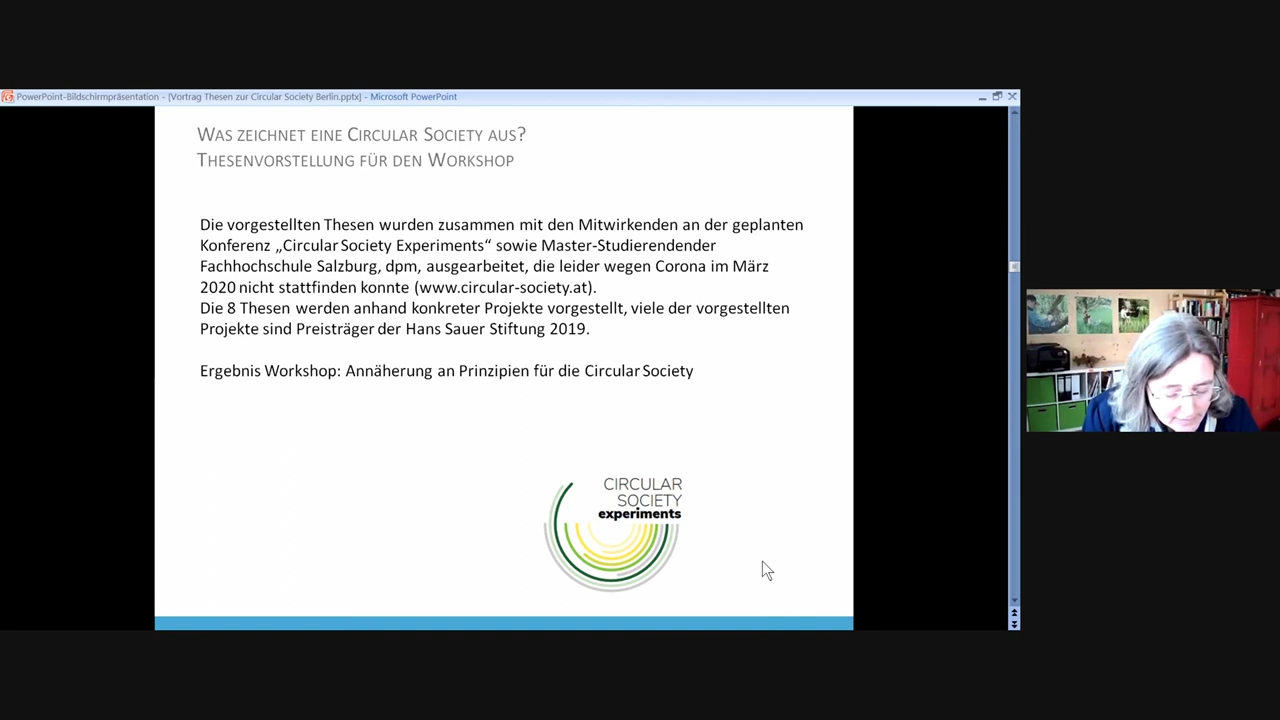 PowerPoint-Bildschirmpräsentation - [Vortrag Thesen zur Circular Society Berlin.pptx] - Microsoft PowerPoint
WAS ZEICHNET EINE CIRCULAR SOCIETY AUS?
THESENVORSTELLUNG FÜR DEN WORKSHOP
Die vorgestellten Thesen wurden zusammen mit den Mitwirkenden an der geplanten
Konferenz „Circular Society Experiments“ sowie Master-Studierendender
Fachhochschule Salzburg, dpm, ausgearbeitet, die leider wegen Corona im März
2020 nicht stattfinden konnte (www.circular-society.at).
Die 8 Thesen werden anhand konkreter Projekte vorgestellt, viele der vorgestellten
Projekte sind Preisträger der Hans Sauer Stiftung 2019.
Ergebnis Workshop: Annäherung an Prinzipien für die Circular Society
CIRCULAR
SOCIETY
experiments